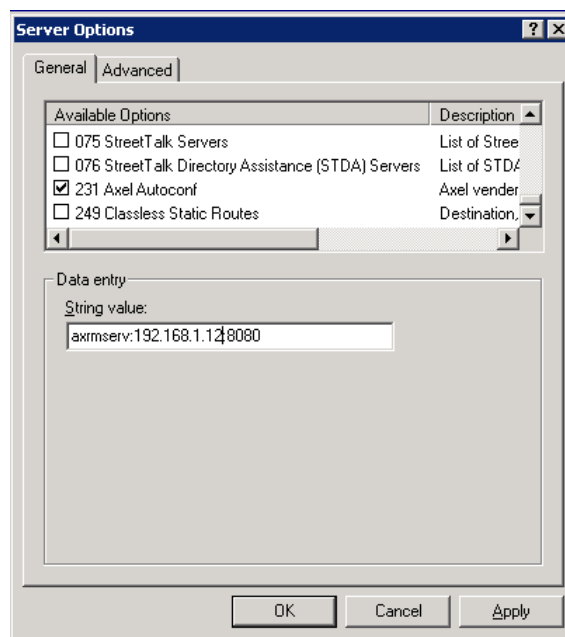 Server Options
General Advanced
Available Options Description
075 StreetTalk Servers List of Stree
076 StreetTalk Directory Assistance (STDA) Servers List of STDA
231 Axel Autoconf Axel vender
249 Classless Static Routes Destination,
Data entry
String value:
axrmserv:192.168.1.12:8080
OK Cancel Apply